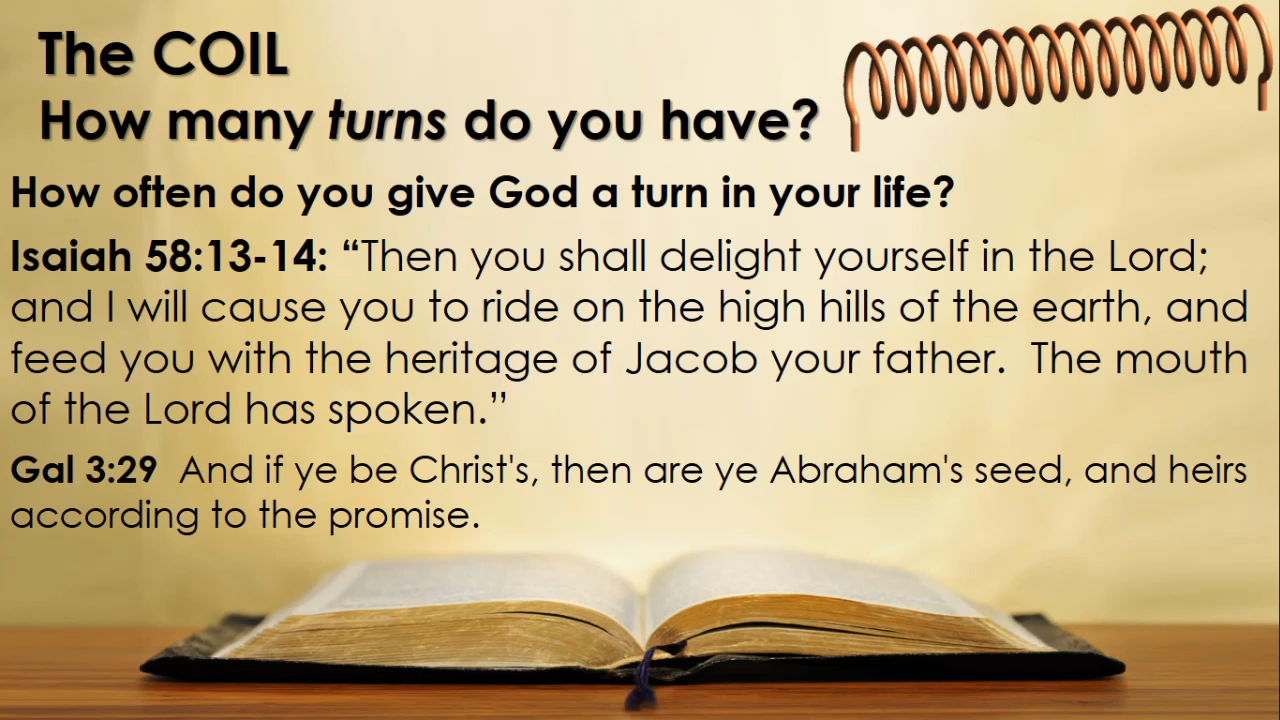 The COIL
How many turns do you have?
How often do you give God a turn in your life?
Isaiah 58:13-14: “Then you shall delight yourself in the Lord;
and I will cause you to ride on the high hills of the earth, and
feed you with the heritage of Jacob your father.  The mouth
of the Lord has spoken.”
Gal 3:29  And if ye be Christ's, then are ye Abraham's seed, and heirs
according to the promise.